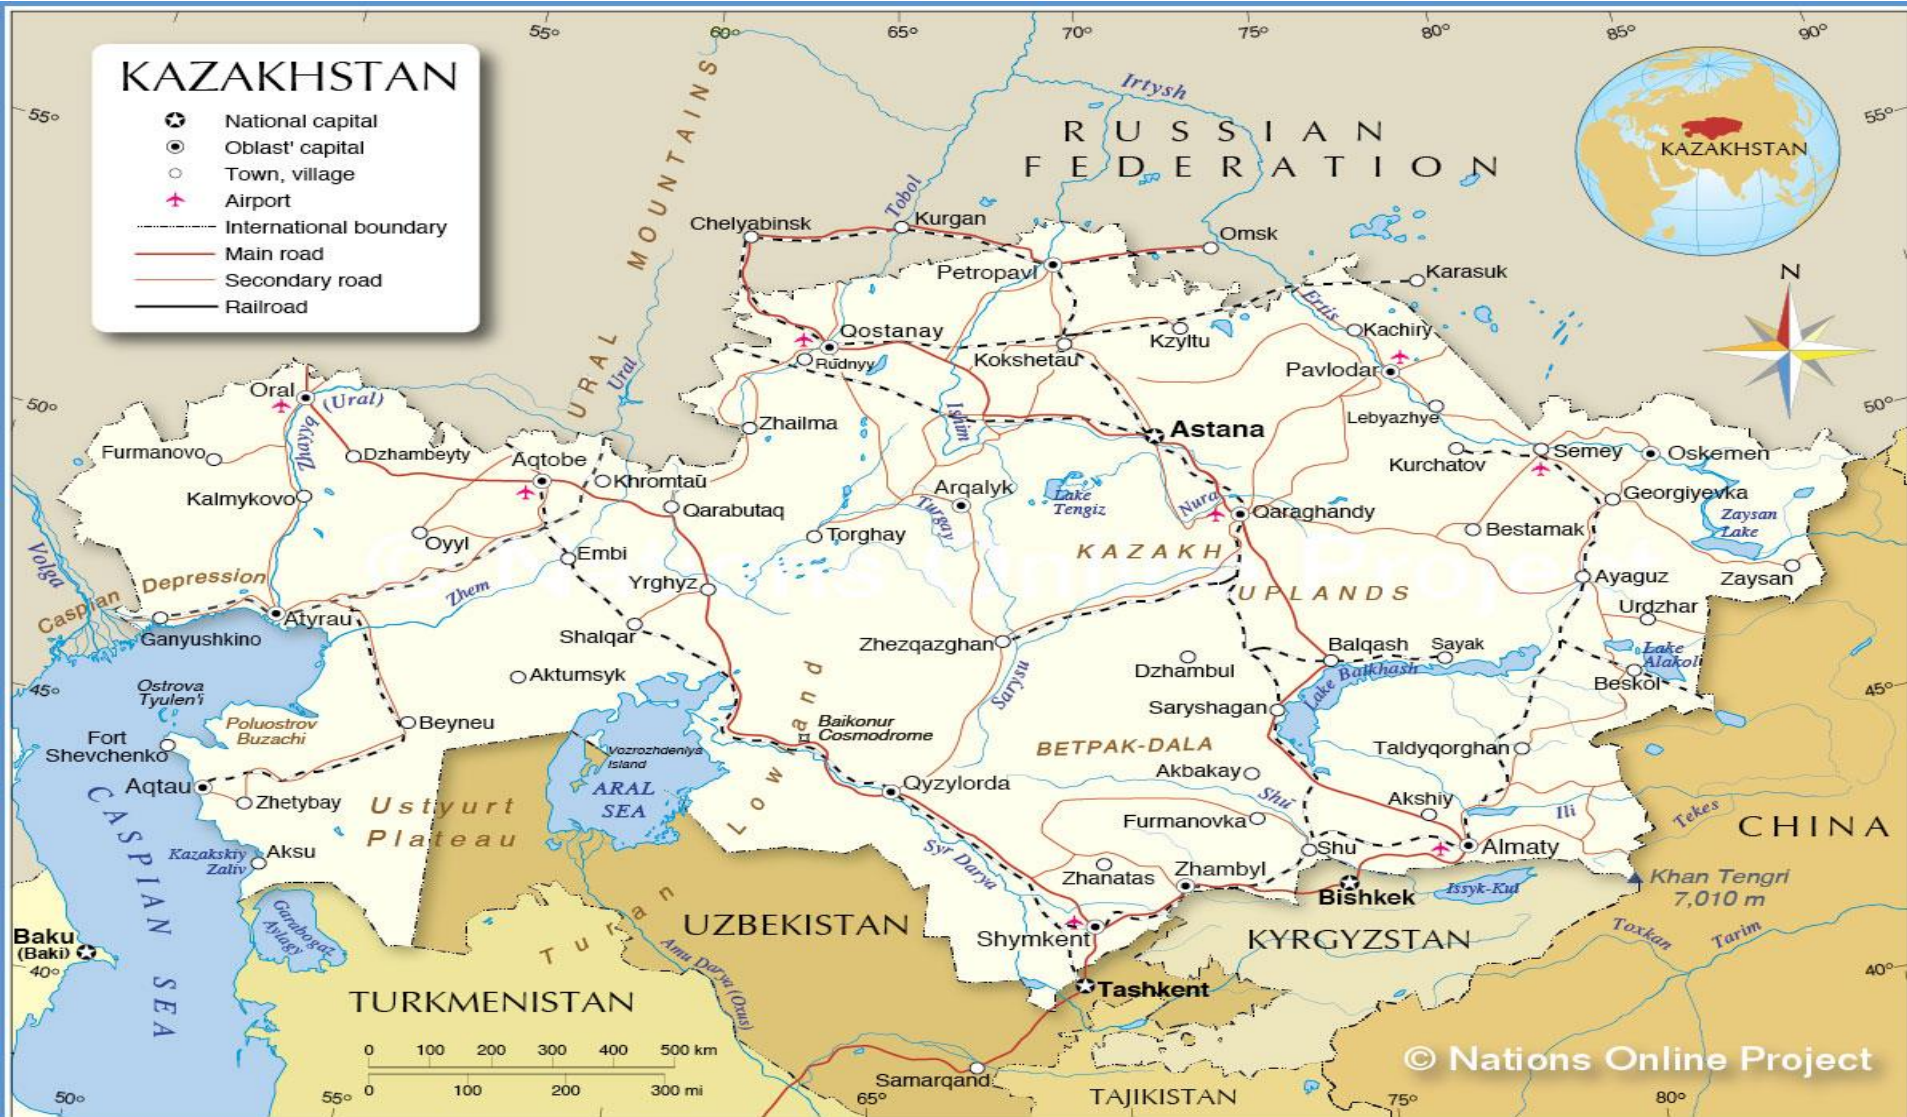 KAZAKHSTAN
National capital
Oblast' capital
Town, village
Airport
International boundary
Main road
Secondary road
Railroad
55°
60°
65°
70°
75°
80°
85°
90°
55°
55°
50°
50°
45°
45°
40°
40°
50°
55°
65°
75°
80°
KAZAKHSTAN
N
RUSSIAN
FEDERATION
Irtysh
URAL MOUNTAINS
Ural
Tobol
Chelyabinsk
Kurgan
Omsk
Petropavl
Karasuk
Ertis
Qostanay
Rūdnyy
Kokshetau
Kzyltu
Kachiry
Pavlodar
Oral
(Ural)
Zhayyq
Ishim
Lebyazhye
Zhailma
Astana
Furmanovo
Dzhambeyty
Aqtobe
Khromtaū
Kurchatov
Semey
Oskemen
Kalmykovo
Qarabutaq
Arqalyk
Turgay
Lake
Tengiz
Nura
Qaraghandy
Georgiyevka
Zaysan
Lake
Oyyl
Embi
Torghay
Bestamak
KAZAKH
UPLANDS
© Nations Online Project
Volga
Caspian Depression
Zhem
Yrghyz
Ayaguz
Zaysan
Urdzhar
Ganyushkino
Atyrau
Shalqar
Zhezqazghan
Balqash
Sayak
Lake
Alakol
Aktumsyk
Sarysu
Dzhambul
Lake Balkhash
Beskol
Ostrova
Tyulen'i
Poluostrov
Buzachi
Beyneu
Saryshagan
Fort
Shevchenko
Baikonur
Cosmodrome
Vozrozhdeniya
Island
BETPAK-DALA
Taldyqorghan
Aqtau
Zhetybay
ARAL
SEA
Qyzylorda
Akbakay
Shu
Akshiy
Ili
Tekes
CHINA
Ustyurt
Plateau
Turan Lowland
Furmanovka
Kazakskiy
Zaliv
Aksu
Syr Darya
Zhanatas
Zhambyl
Shu
Almaty
CASPIAN SEA
Garabogaz
Aylagy
UZBEKISTAN
Bishkek
Issyk-Kul
Khan Tengri
7,010 m
Baku
(Baki)
Amu Darya (Oxus)
Shymkent
KYRGYZSTAN
Toxkan
Tarim
TURKMENISTAN
Tashkent
0 100 200 300 400 500 km
0 100 200 300 mi
Samarqand
TAJIKISTAN
© Nations Online Project